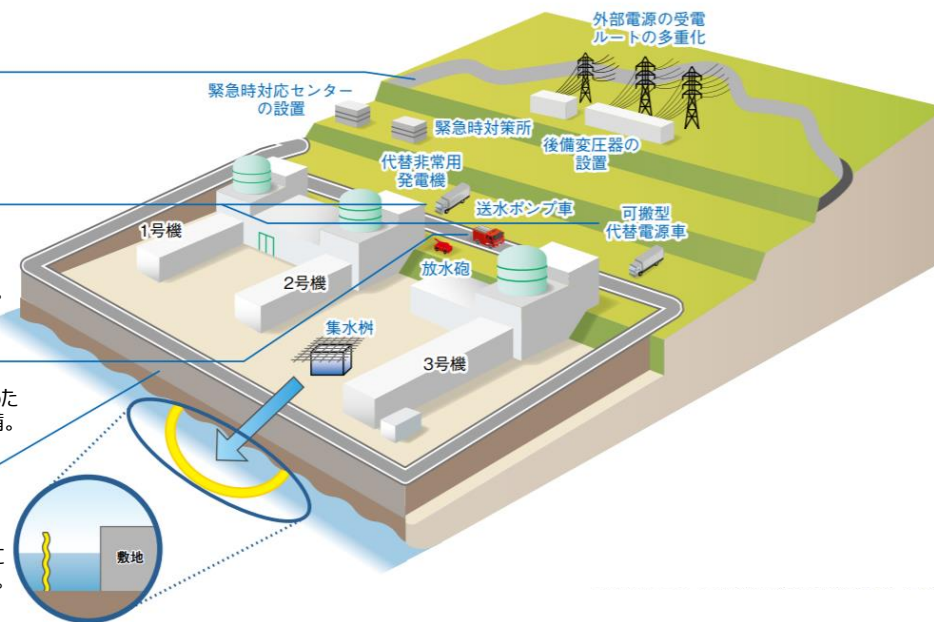 外部電源の受電
ルートの多重化
緊急時対応センター
の設置
緊急時対策所
後備変圧器の
設置
代替非常用
発電機
送水ポンプ車
可搬型
代替電源車
1号機
放水砲
2号機
集水桝
3号機
た
。
敷地
に
。